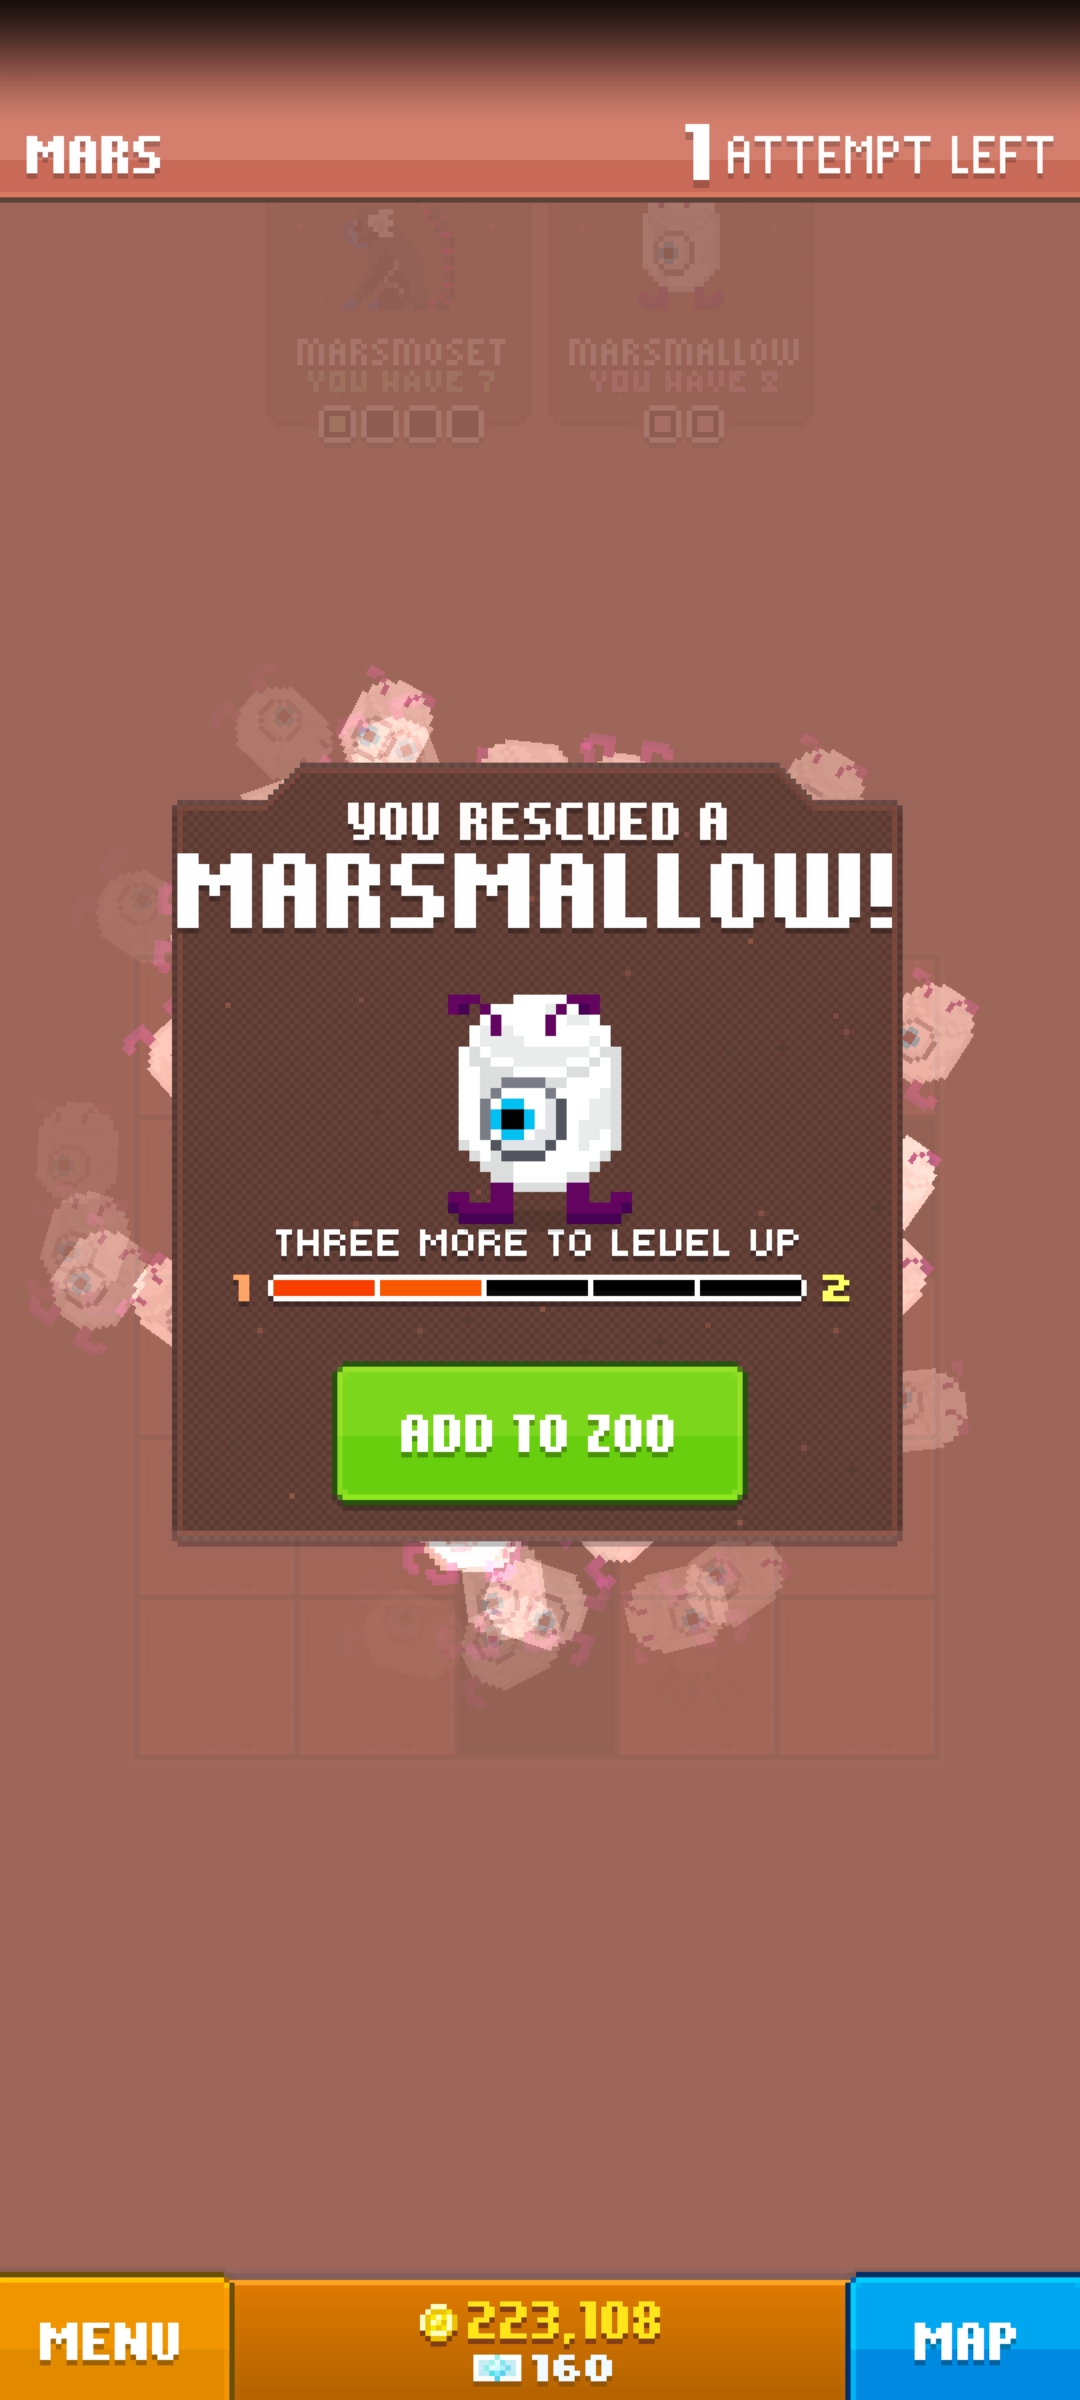 MARS
1 ATTEMPT LEFT
MARSMOSET
MARSMALLOW
YOU HAVE 7
YOU HAVE 2
YOU RESCUED A
MARSMALLOW!
THREE MORE TO LEVEL UP
1
2
ADD TO ZOO
MENU
223,108
160
MAP